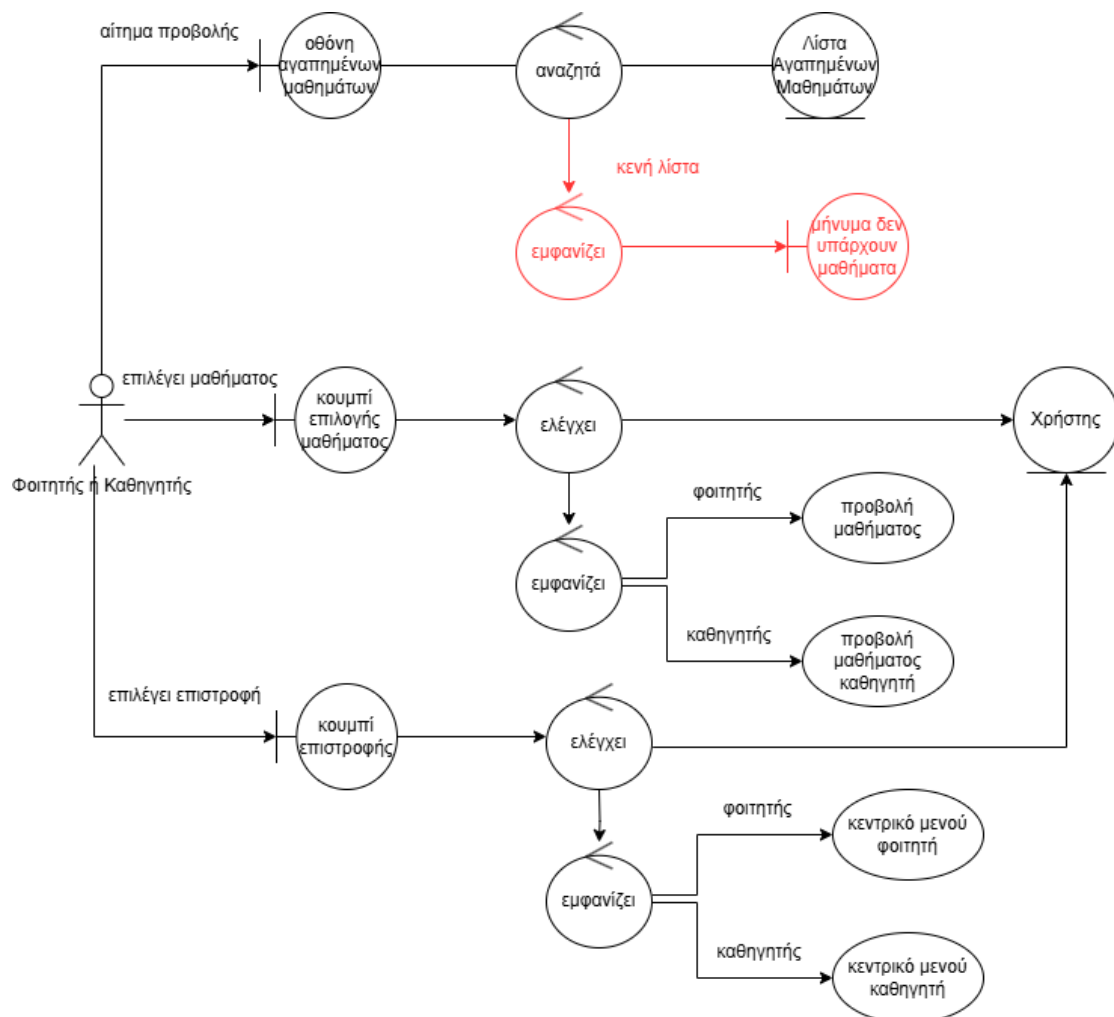 αίτημα προβολής
οθόνη
αγαπημένων
μαθημάτων
αναζητά
Λίστα
Αγαπημένων
Μαθημάτων
κενή λίστα
εμφανίζει
μήνυμα δεν
υπάρχουν
μαθήματα
επιλέγει μαθήματος
κουμπί
επιλογής
μαθήματος
ελέγχει
Χρήστης
Φοιτητής ή Καθηγητής
φοιτητής
προβολή
μαθήματος
εμφανίζει
καθηγητής
προβολή
μαθήματος
καθηγητή
επιλέγει επιστροφή
κουμπί
επιστροφής
ελέγχει
φοιτητής
κεντρικό μενού
φοιτητή
εμφανίζει
καθηγητής
κεντρικό μενού
καθηγητή